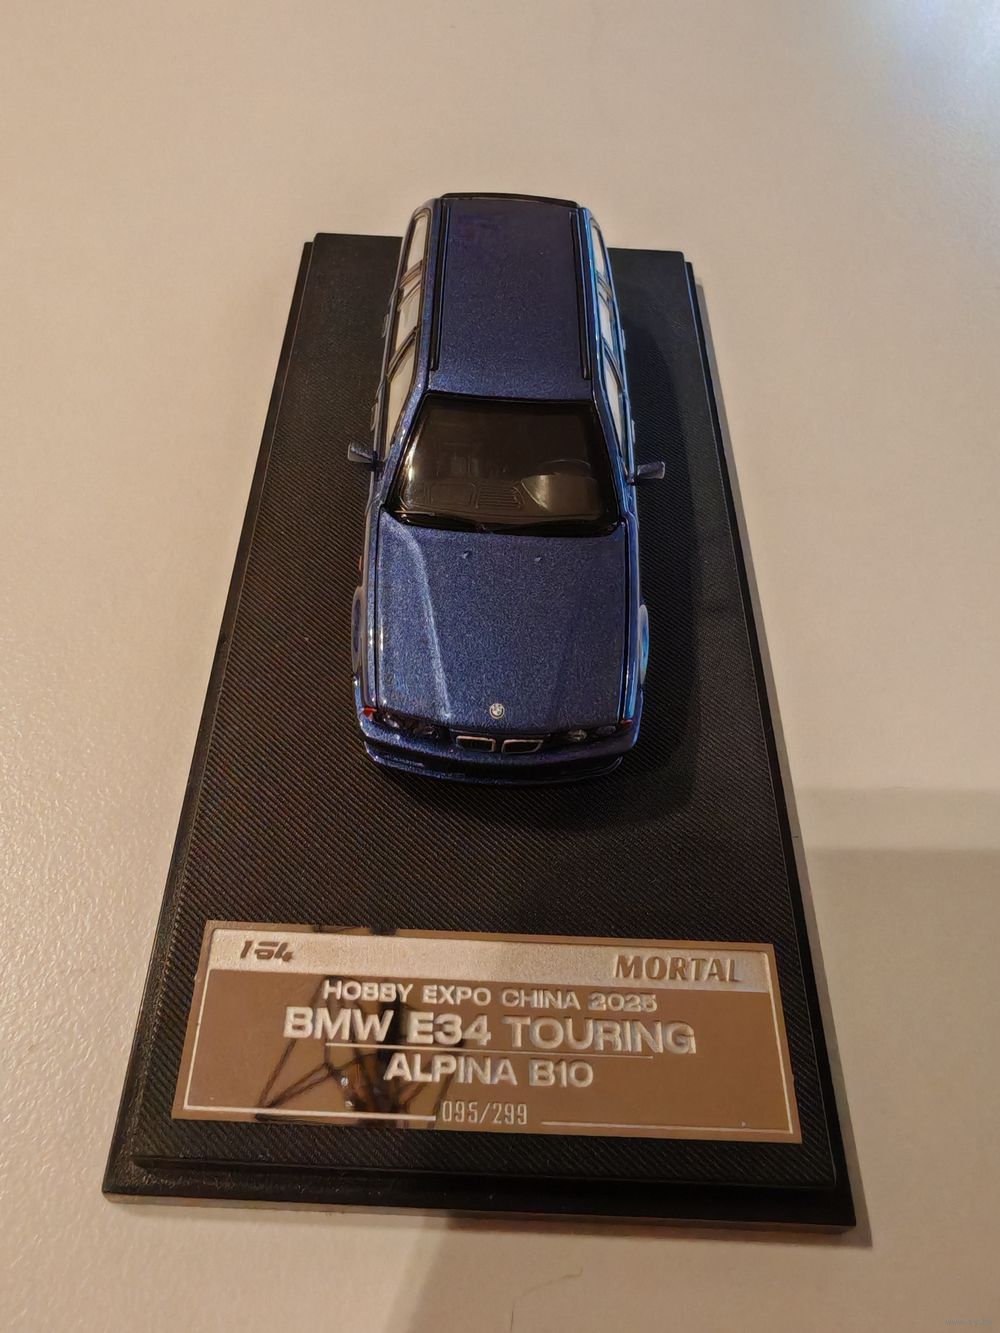 1-64
MORTAL
HOBBY EXPO CHINA 2025
BMW E34 TOURING
ALPINA B10
095/299